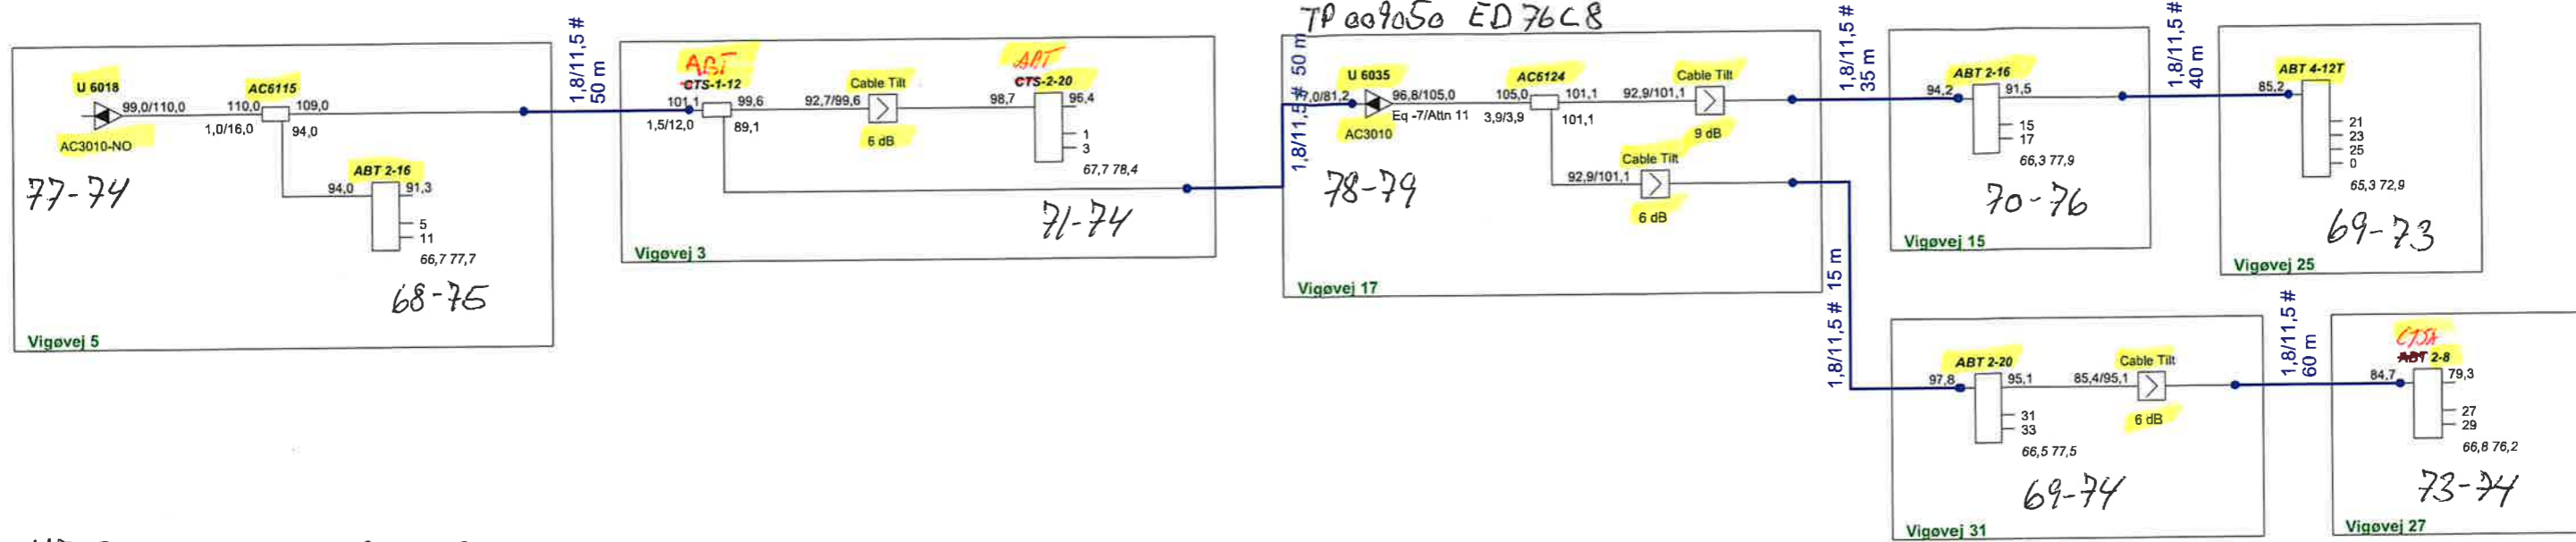 U 6018
99,0/110,0
AC3010-NO
AC6115
110,0
109,0
1,0/16,0
94,0
ABT 2-16
94,0
91,3
5
11
66,7 77,7
77-74
68-75
Vigøvej 5
1,8/11,5 #
50 m
ABT
CTS-1-12
101,1
99,6
1,5/12,0
89,1
Cable Tilt
92,7/99,6
6 dB
ABT
CTS-2-20
98,7
96,4
1
3
67,7 78,4
71-74
Vigøvej 3
1,8/11,5 # 50 m
TP 009050 ED76C8
U 6035
7,0/81,2
96,8/105,0
Eq -7/Attn 11
AC3010
AC6124
105,0
101,1
3,9/3,9
101,1
Cable Tilt
92,9/101,1
9 dB
Cable Tilt
92,9/101,1
6 dB
78-79
Vigøvej 17
1,8/11,5 #
35 m
ABT 2-16
94,2
91,5
15
17
66,3 77,9
70-76
Vigøvej 15
1,8/11,5 #
40 m
ABT 4-12T
85,2
21
23
25
0
65,3 72,9
69-73
Vigøvej 25
1,8/11,5 # 15 m
ABT 2-20
97,8
95,1
31
33
66,5 77,5
Cable Tilt
85,4/95,1
6 dB
69-74
Vigøvej 31
1,8/11,5 #
60 m
CTSA
ABT 2-8
84,7
79,3
27
29
66,8 76,2
73-74
Vigøvej 27